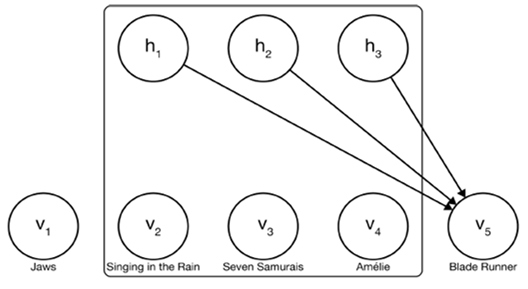 h1 h2 h3
v1 v2 v3 v4 v5
Jaws Singing in the Rain Seven Samurais Amélie Blade Runner